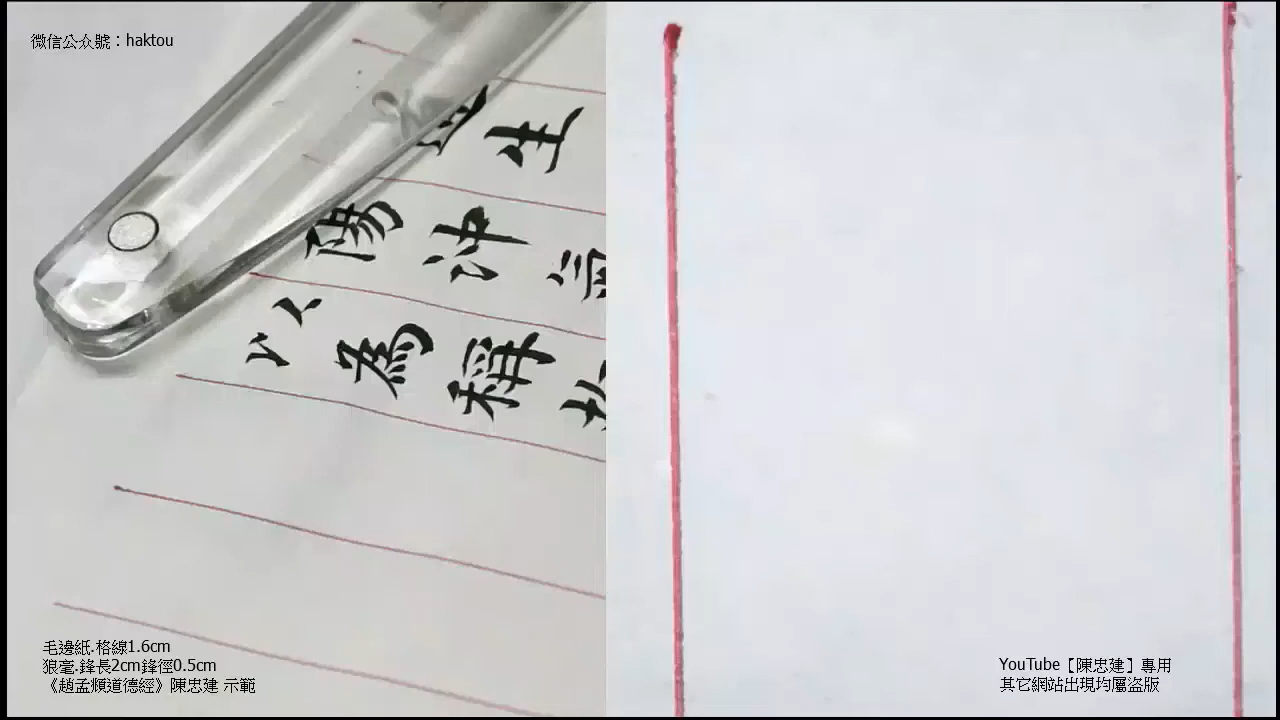 微信公众號：haktou
生
陽沖
以為稱
毛邊紙.格線1.6cm
狼毫.鋒長2cm鋒徑0.5cm
《趙孟頫道德經》陳忠建 示範
YouTube［陳忠建］專用
其它網站出現均屬盜版